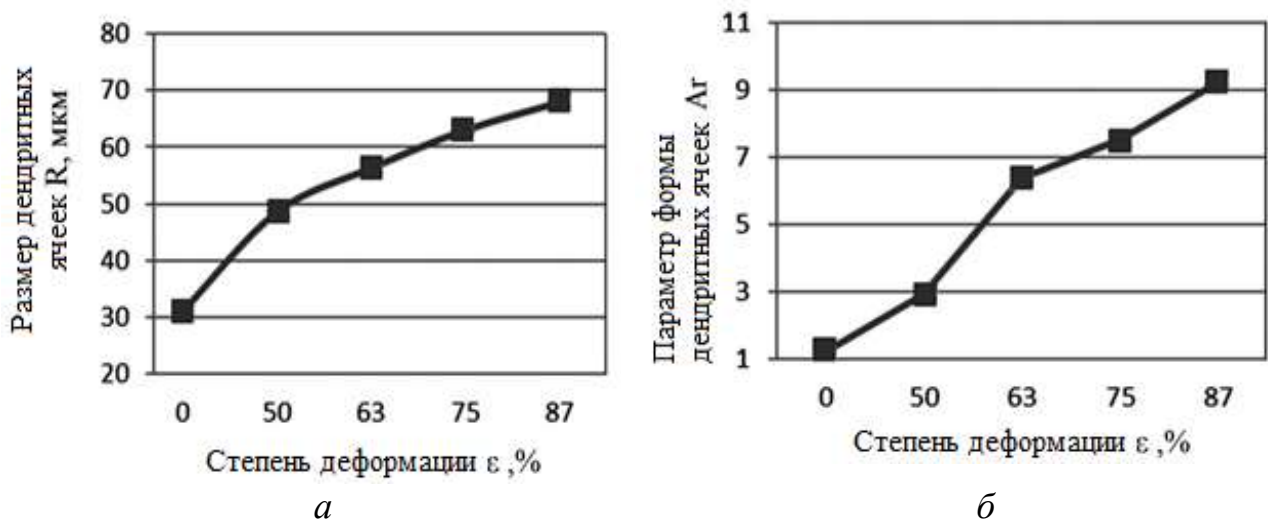 Размер дендритных
ячеек R, мкм
80
70
60
50
40
30
20
0 50 63 75 87
Степень деформации ε ,%
а
Параметр формы
дендритных ячеек Ar
11
9
7
5
3
1
0 50 63 75 87
Степень деформации ε ,%
б